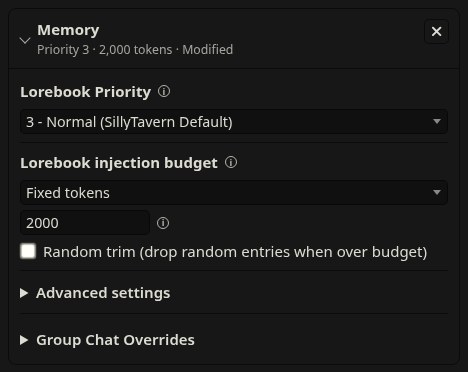 Memory
Priority 3 · 2,000 tokens · Modified
Lorebook Priority
3 - Normal (SillyTavern Default)
Lorebook injection budget
Fixed tokens
2000
Random trim (drop random entries when over budget)
Advanced settings
Group Chat Overrides